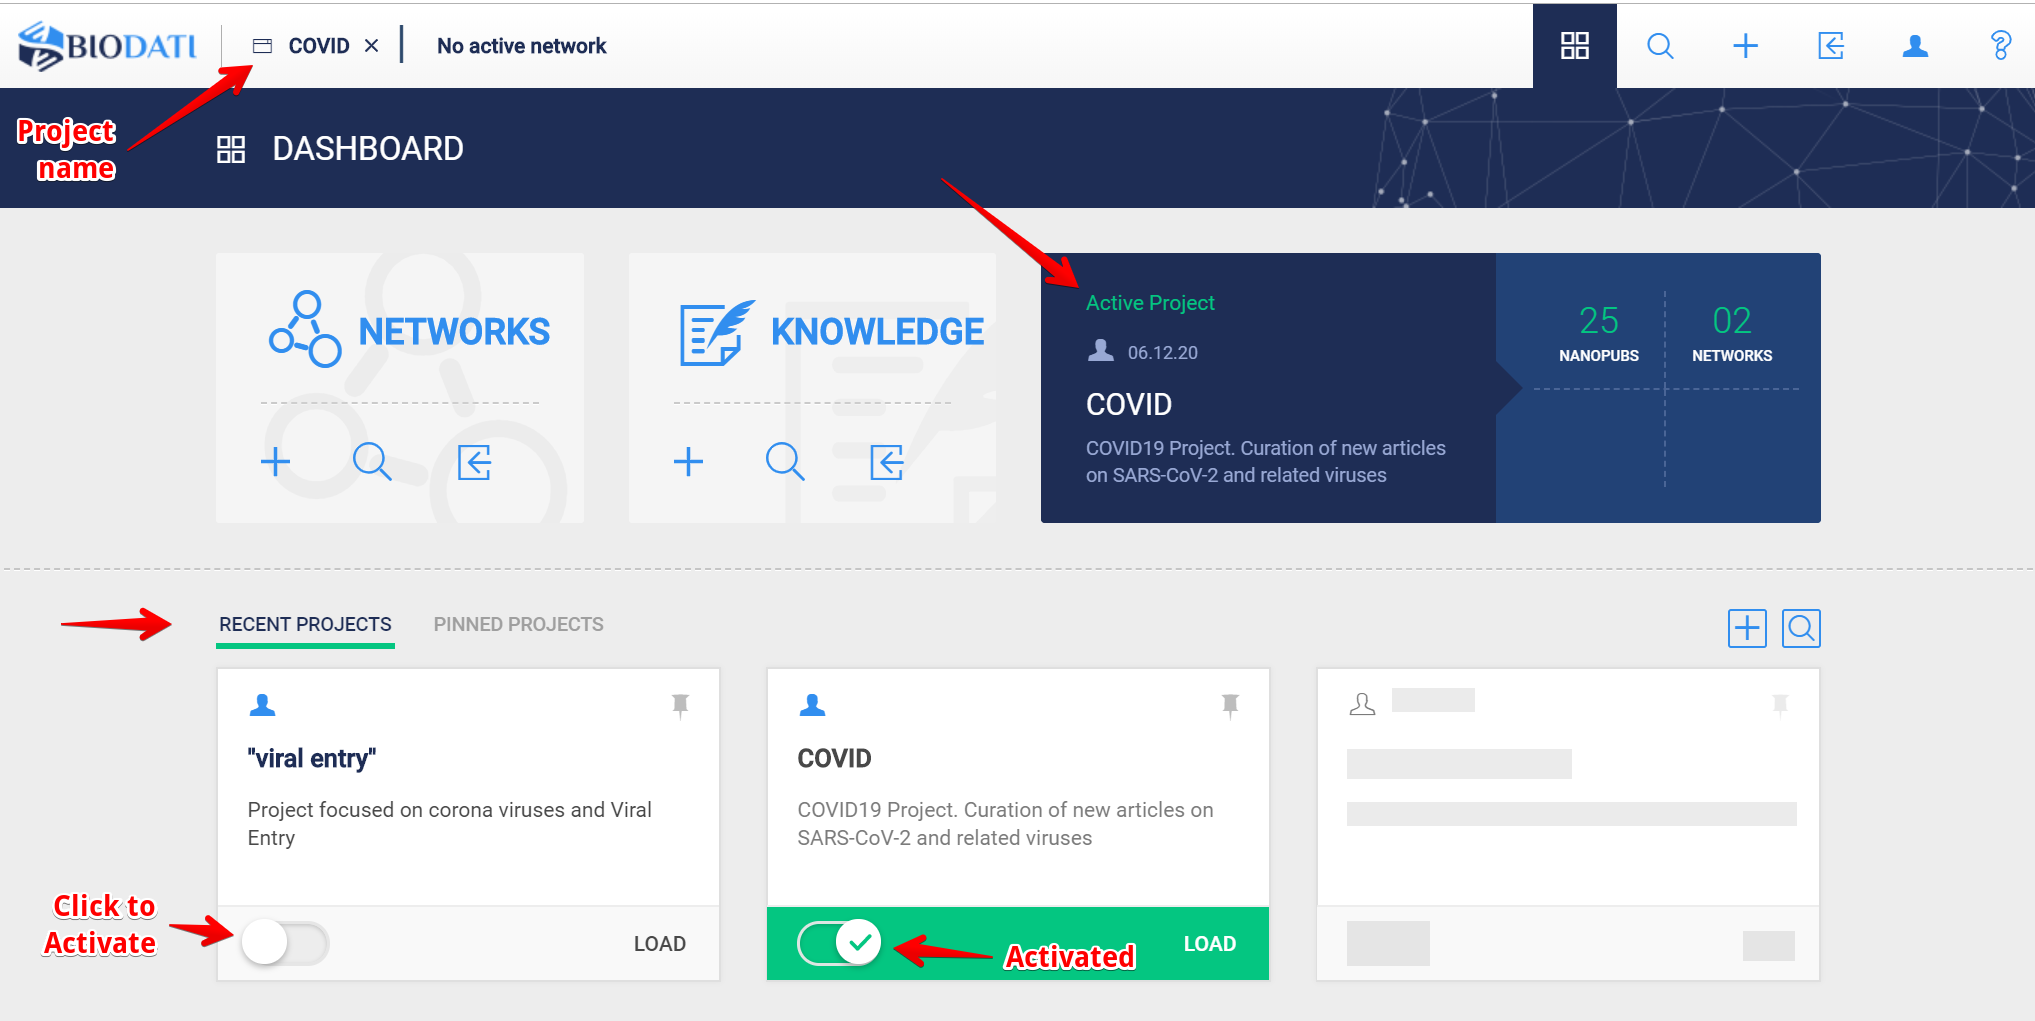 BIODATI
COVID
No active network
Project
name
DASHBOARD
NETWORKS
KNOWLEDGE
Active Project
06.12.20
COVID
COVID19 Project. Curation of new articles
on SARS-CoV-2 and related viruses
25
NANOPUBS
02
NETWORKS
RECENT PROJECTS
PINNED PROJECTS
"viral entry"
Project focused on corona viruses and Viral
Entry
Click to
Activate
LOAD
COVID
COVID19 Project. Curation of new articles on
SARS-CoV-2 and related viruses
Activated
LOAD